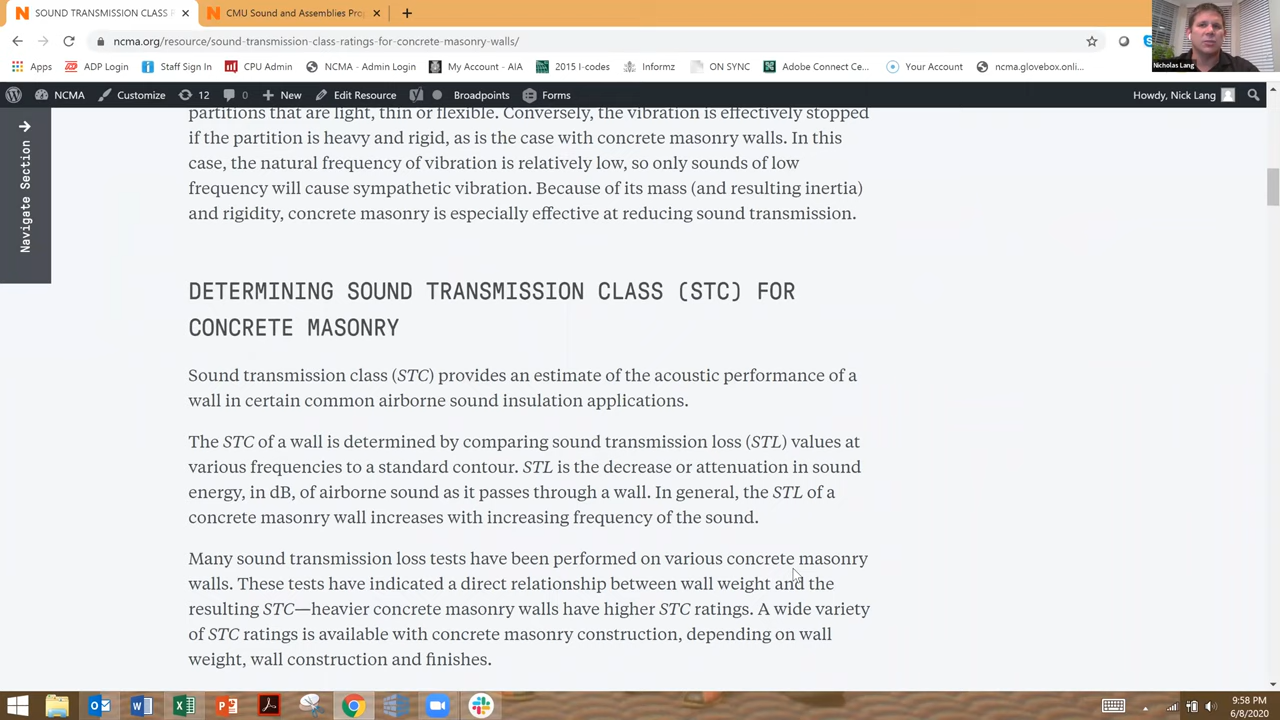 SOUND TRANSMISSION CLASS R
CMU Sound and Assemblies Prop
ncma.org/resource/sound-transmission-class-ratings-for-concrete-masonry-walls/
Nicholas Lang
Apps ADP Login Staff Sign In CPU Admin NCMA - Admin Login My Account - AIA 2015 I-codes Informz ON SYNC Adobe Connect Ce... Your Account ncma.glovebox.onli...
NCMA Customize 12 0 New Edit Resource Broadpoints Forms Howdy, Nick Lang
Navigate Section
partitions that are light, thin or flexible. Conversely, the vibration is effectively stopped
if the partition is heavy and rigid, as is the case with concrete masonry walls. In this
case, the natural frequency of vibration is relatively low, so only sounds of low
frequency will cause sympathetic vibration. Because of its mass (and resulting inertia)
and rigidity, concrete masonry is especially effective at reducing sound transmission.
DETERMINING SOUND TRANSMISSION CLASS (STC) FOR
CONCRETE MASONRY
Sound transmission class (STC) provides an estimate of the acoustic performance of a
wall in certain common airborne sound insulation applications.
The STC of a wall is determined by comparing sound transmission loss (STL) values at
various frequencies to a standard contour. STL is the decrease or attenuation in sound
energy, in dB, of airborne sound as it passes through a wall. In general, the STL of a
concrete masonry wall increases with increasing frequency of the sound.
Many sound transmission loss tests have been performed on various concrete masonry
walls. These tests have indicated a direct relationship between wall weight and the
resulting STC—heavier concrete masonry walls have higher STC ratings. A wide variety
of STC ratings is available with concrete masonry construction, depending on wall
weight, wall construction and finishes.
9:58 PM
6/8/2020